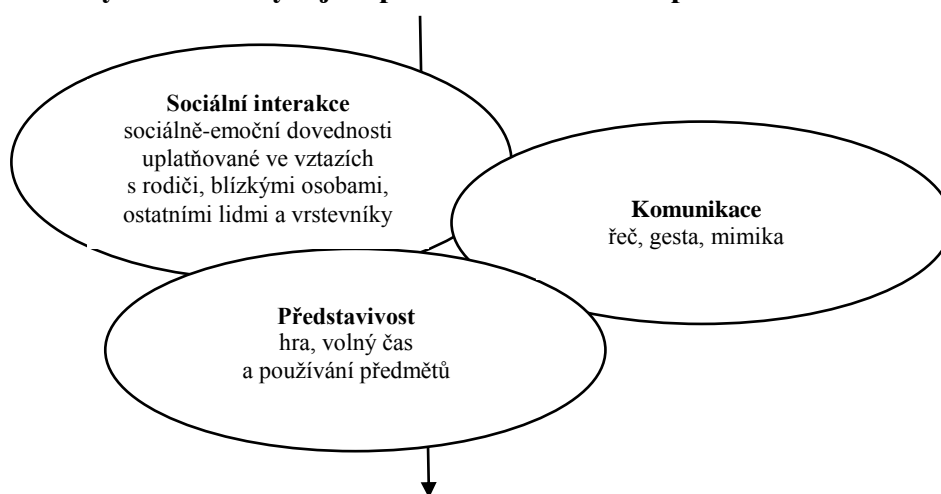 Sociální interakce
sociálně-emoční dovednosti
uplatňované ve vztazích
s rodiči, blízkými osobami,
ostatními lidmi a vrstevníky
Komunikace
řeč, gesta, mimika
Představivost
hra, volný čas
a používání předmětů